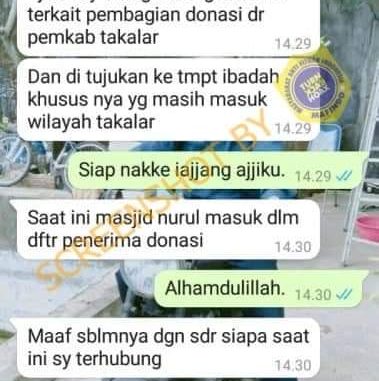 terkait pembagian donasi dr
pemkab takalar
14.29
Dan di tujukan ke tmpt ibadah
khusus nya yg masih masuk
wilayah takalar
14.29
Siap nakke iajjang ajjiku.
14.29
Saat ini masjid nurul masuk dlm
dftr penerima donasi
14.30
Alhamdulillah.
14.30
Maaf sblmnya dgn sdr siapa saat
ini sy terhubung
14.30
SCREENSHOT BY
TURN BACK HOAX